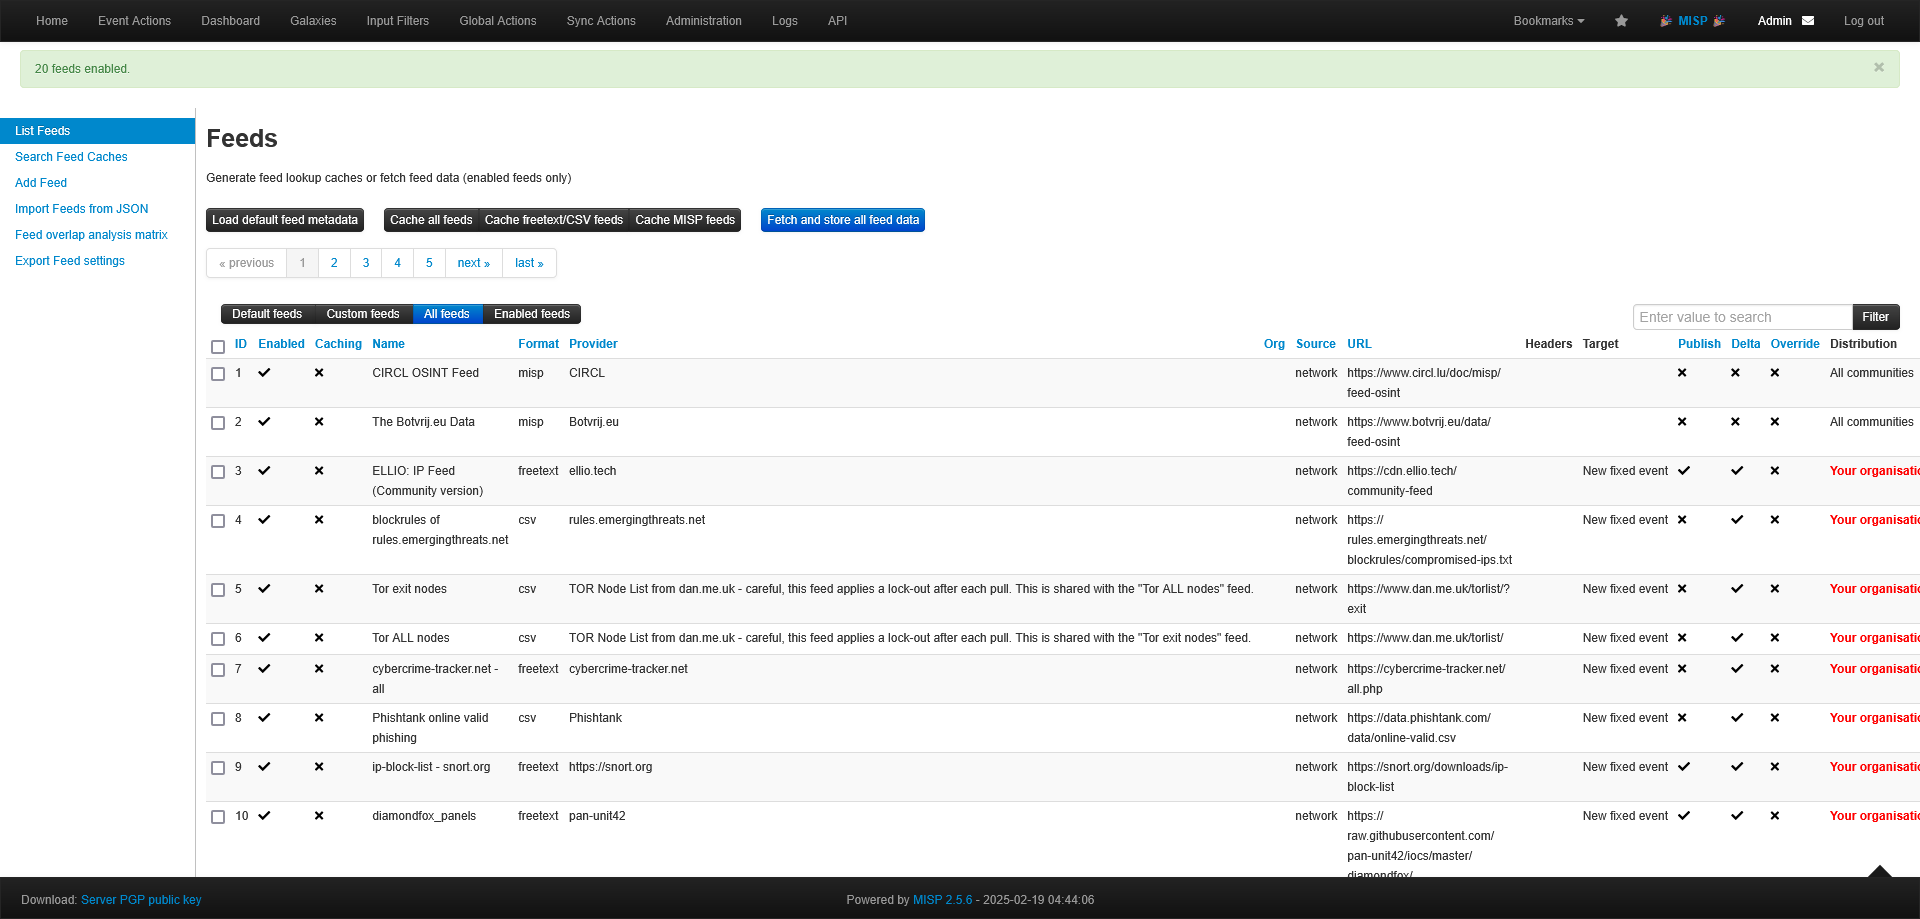 Home Event Actions Dashboard Galaxies Input Filters Global Actions Sync Actions Administration Logs API Bookmarks MISP Admin Log out
20 feeds enabled. ×
List Feeds
Search Feed Caches
Add Feed
Import Feeds from JSON
Feed overlap analysis matrix
Export Feed settings
Feeds
Generate feed lookup caches or fetch feed data (enabled feeds only)
Load default feed metadata Cache all feeds Cache freetext/CSV feeds Cache MISP feeds Fetch and store all feed data
« previous 1 2 3 4 5 next » last »
Default feeds Custom feeds All feeds Enabled feeds Enter value to search Filter
ID Enabled Caching Name Format Provider Org Source URL Headers Target Publish Delta Override Distribution
1 CIRCL OSINT Feed misp CIRCL network https://www.circl.lu/doc/misp/ All communities
feed-osint
2 The Botvrij.eu Data misp Botvrij.eu network https://www.botvrij.eu/data/ All communities
feed-osint
3 ELLIO: IP Feed freetext ellio.tech network https://cdn.ellio.tech/ New fixed event Your organisatio
(Community version) community-feed
4 blockrules of csv rules.emergingthreats.net network https:// New fixed event Your organisatio
rules.emergingthreats.net rules.emergingthreats.net/
blockrules/compromised-ips.txt
5 Tor exit nodes csv TOR Node List from dan.me.uk - careful, this feed applies a lock-out after each pull. This is shared with the "Tor ALL nodes" feed. network https://www.dan.me.uk/torlist/? New fixed event Your organisatio
exit
6 Tor ALL nodes csv TOR Node List from dan.me.uk - careful, this feed applies a lock-out after each pull. This is shared with the "Tor exit nodes" feed. network https://www.dan.me.uk/torlist/ New fixed event Your organisatio
7 cybercrime-tracker.net - freetext cybercrime-tracker.net network https://cybercrime-tracker.net/ New fixed event Your organisatio
all all.php
8 Phishtank online valid csv Phishtank network https://data.phishtank.com/ New fixed event Your organisatio
phishing data/online-valid.csv
9 ip-block-list - snort.org freetext https://snort.org network https://snort.org/downloads/ip- New fixed event Your organisatio
block-list
10 diamondfox_panels freetext pan-unit42 network https:// New fixed event Your organisatio
raw.githubusercontent.com/
pan-unit42/iocs/master/
diamondfox/
Download: Server PGP public key Powered by MISP 2.5.6 - 2025-02-19 04:44:06